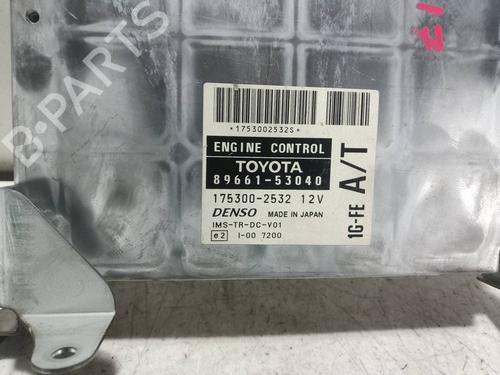 *1753002532S*
ENGINE CONTROL
TOYOTA
89661-53040
175300-2532 12V
DENSO MADE IN JAPAN
IMS-TR-DC-V01
e2 I-00 7200
1G-FE A/T
B-PARTS